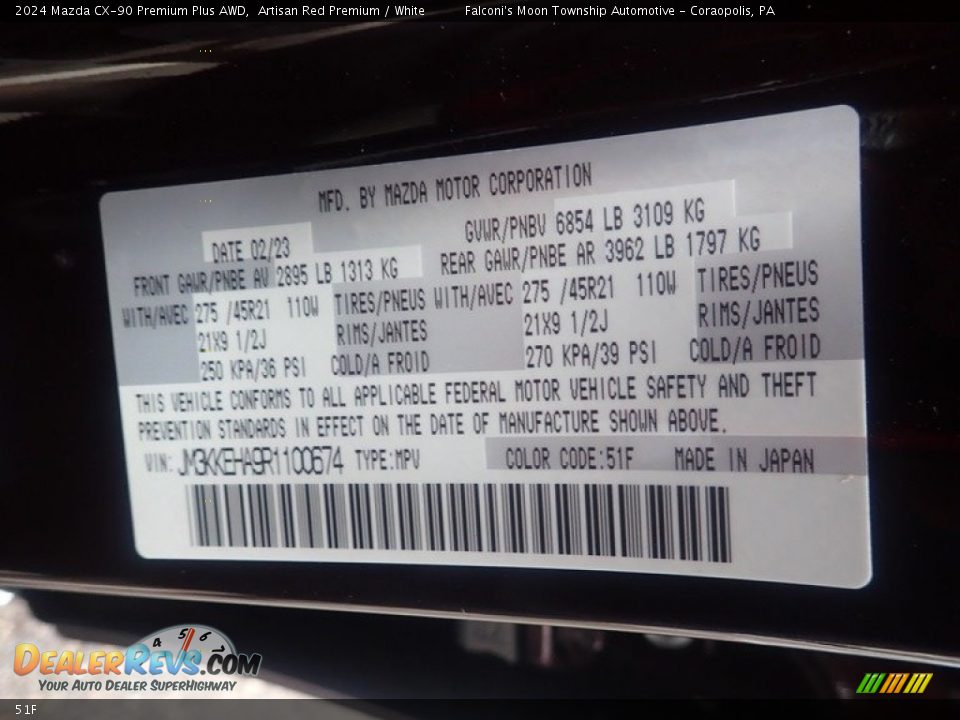 2024 Mazda CX-90 Premium Plus AWD, Artisan Red Premium / White Falconi's Moon Township Automotive - Coraopolis, PA
MFD. BY MAZDA MOTOR CORPORATION
DATE 02/23 GVWR/PNBV 6854 LB 3109 KG
FRONT GAWR/PNBE AV 2895 LB 1313 KG REAR GAWR/PNBE AR 3962 LB 1797 KG
WITH/AVEC 275 /45R21 110W TIRES/PNEUS WITH/AVEC 275 /45R21 110W TIRES/PNEUS
21X9 1/2J RIMS/JANTES 21X9 1/2J RIMS/JANTES
250 KPA/36 PSI COLD/A FROID 270 KPA/39 PSI COLD/A FROID
THIS VEHICLE CONFORMS TO ALL APPLICABLE FEDERAL MOTOR VEHICLE SAFETY AND THEFT
PREVENTION STANDARDS IN EFFECT ON THE DATE OF MANUFACTURE SHOWN ABOVE.
VIN: JM3KKEHA9R1100674 TYPE:MPV COLOR CODE:51F MADE IN JAPAN
4 5 6
DEALERREVS.COM
YOUR AUTO DEALER SUPERHIGHWAY
51F